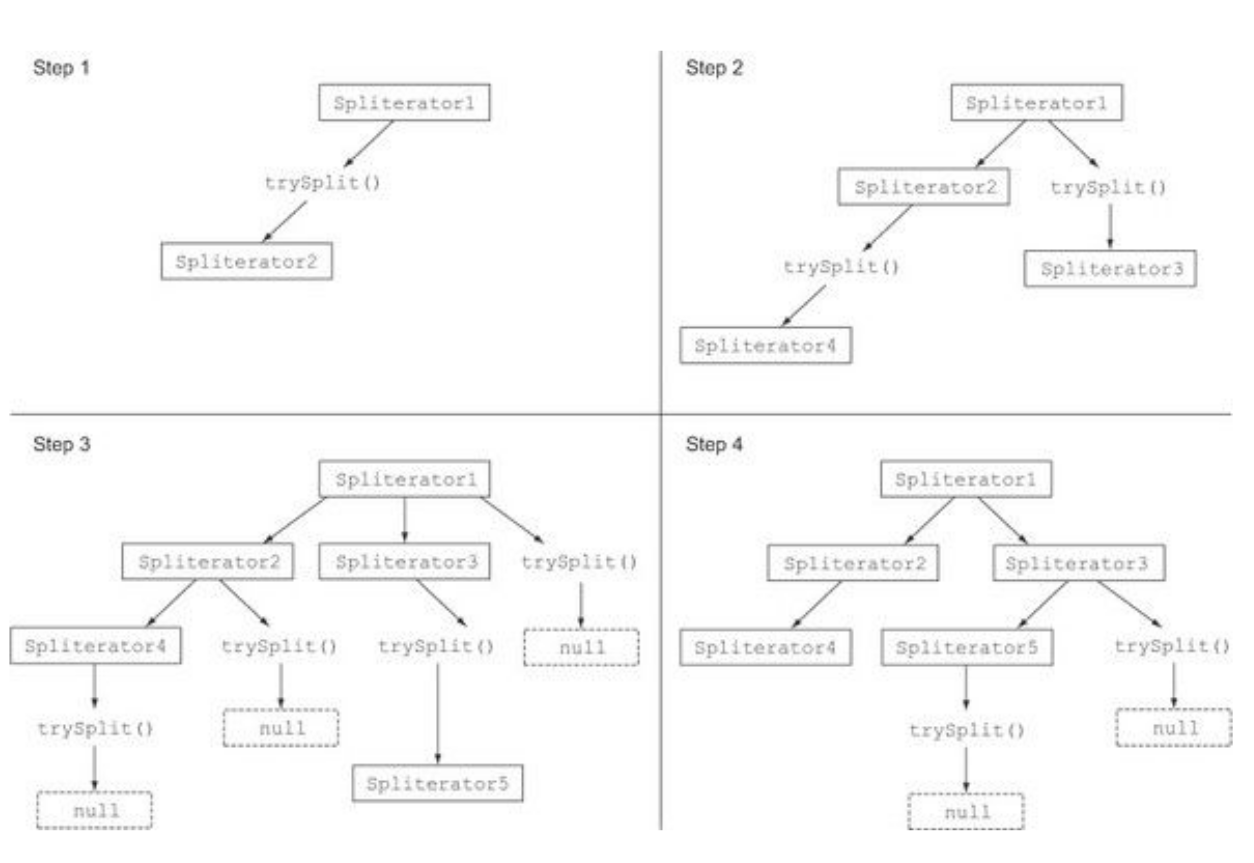 Step 1
Spliterator1
trySplit()
Spliterator2
Step 2
Spliterator1
Spliterator2
trySplit()
trySplit()
Spliterator3
Spliterator4
Step 3
Spliterator1
Spliterator2
Spliterator3
trySplit()
Spliterator4
trySplit()
trySplit()
null
trySplit()
null
Spliterator5
null
Step 4
Spliterator1
Spliterator2
Spliterator3
Spliterator4
Spliterator5
trySplit()
trySplit()
null
null